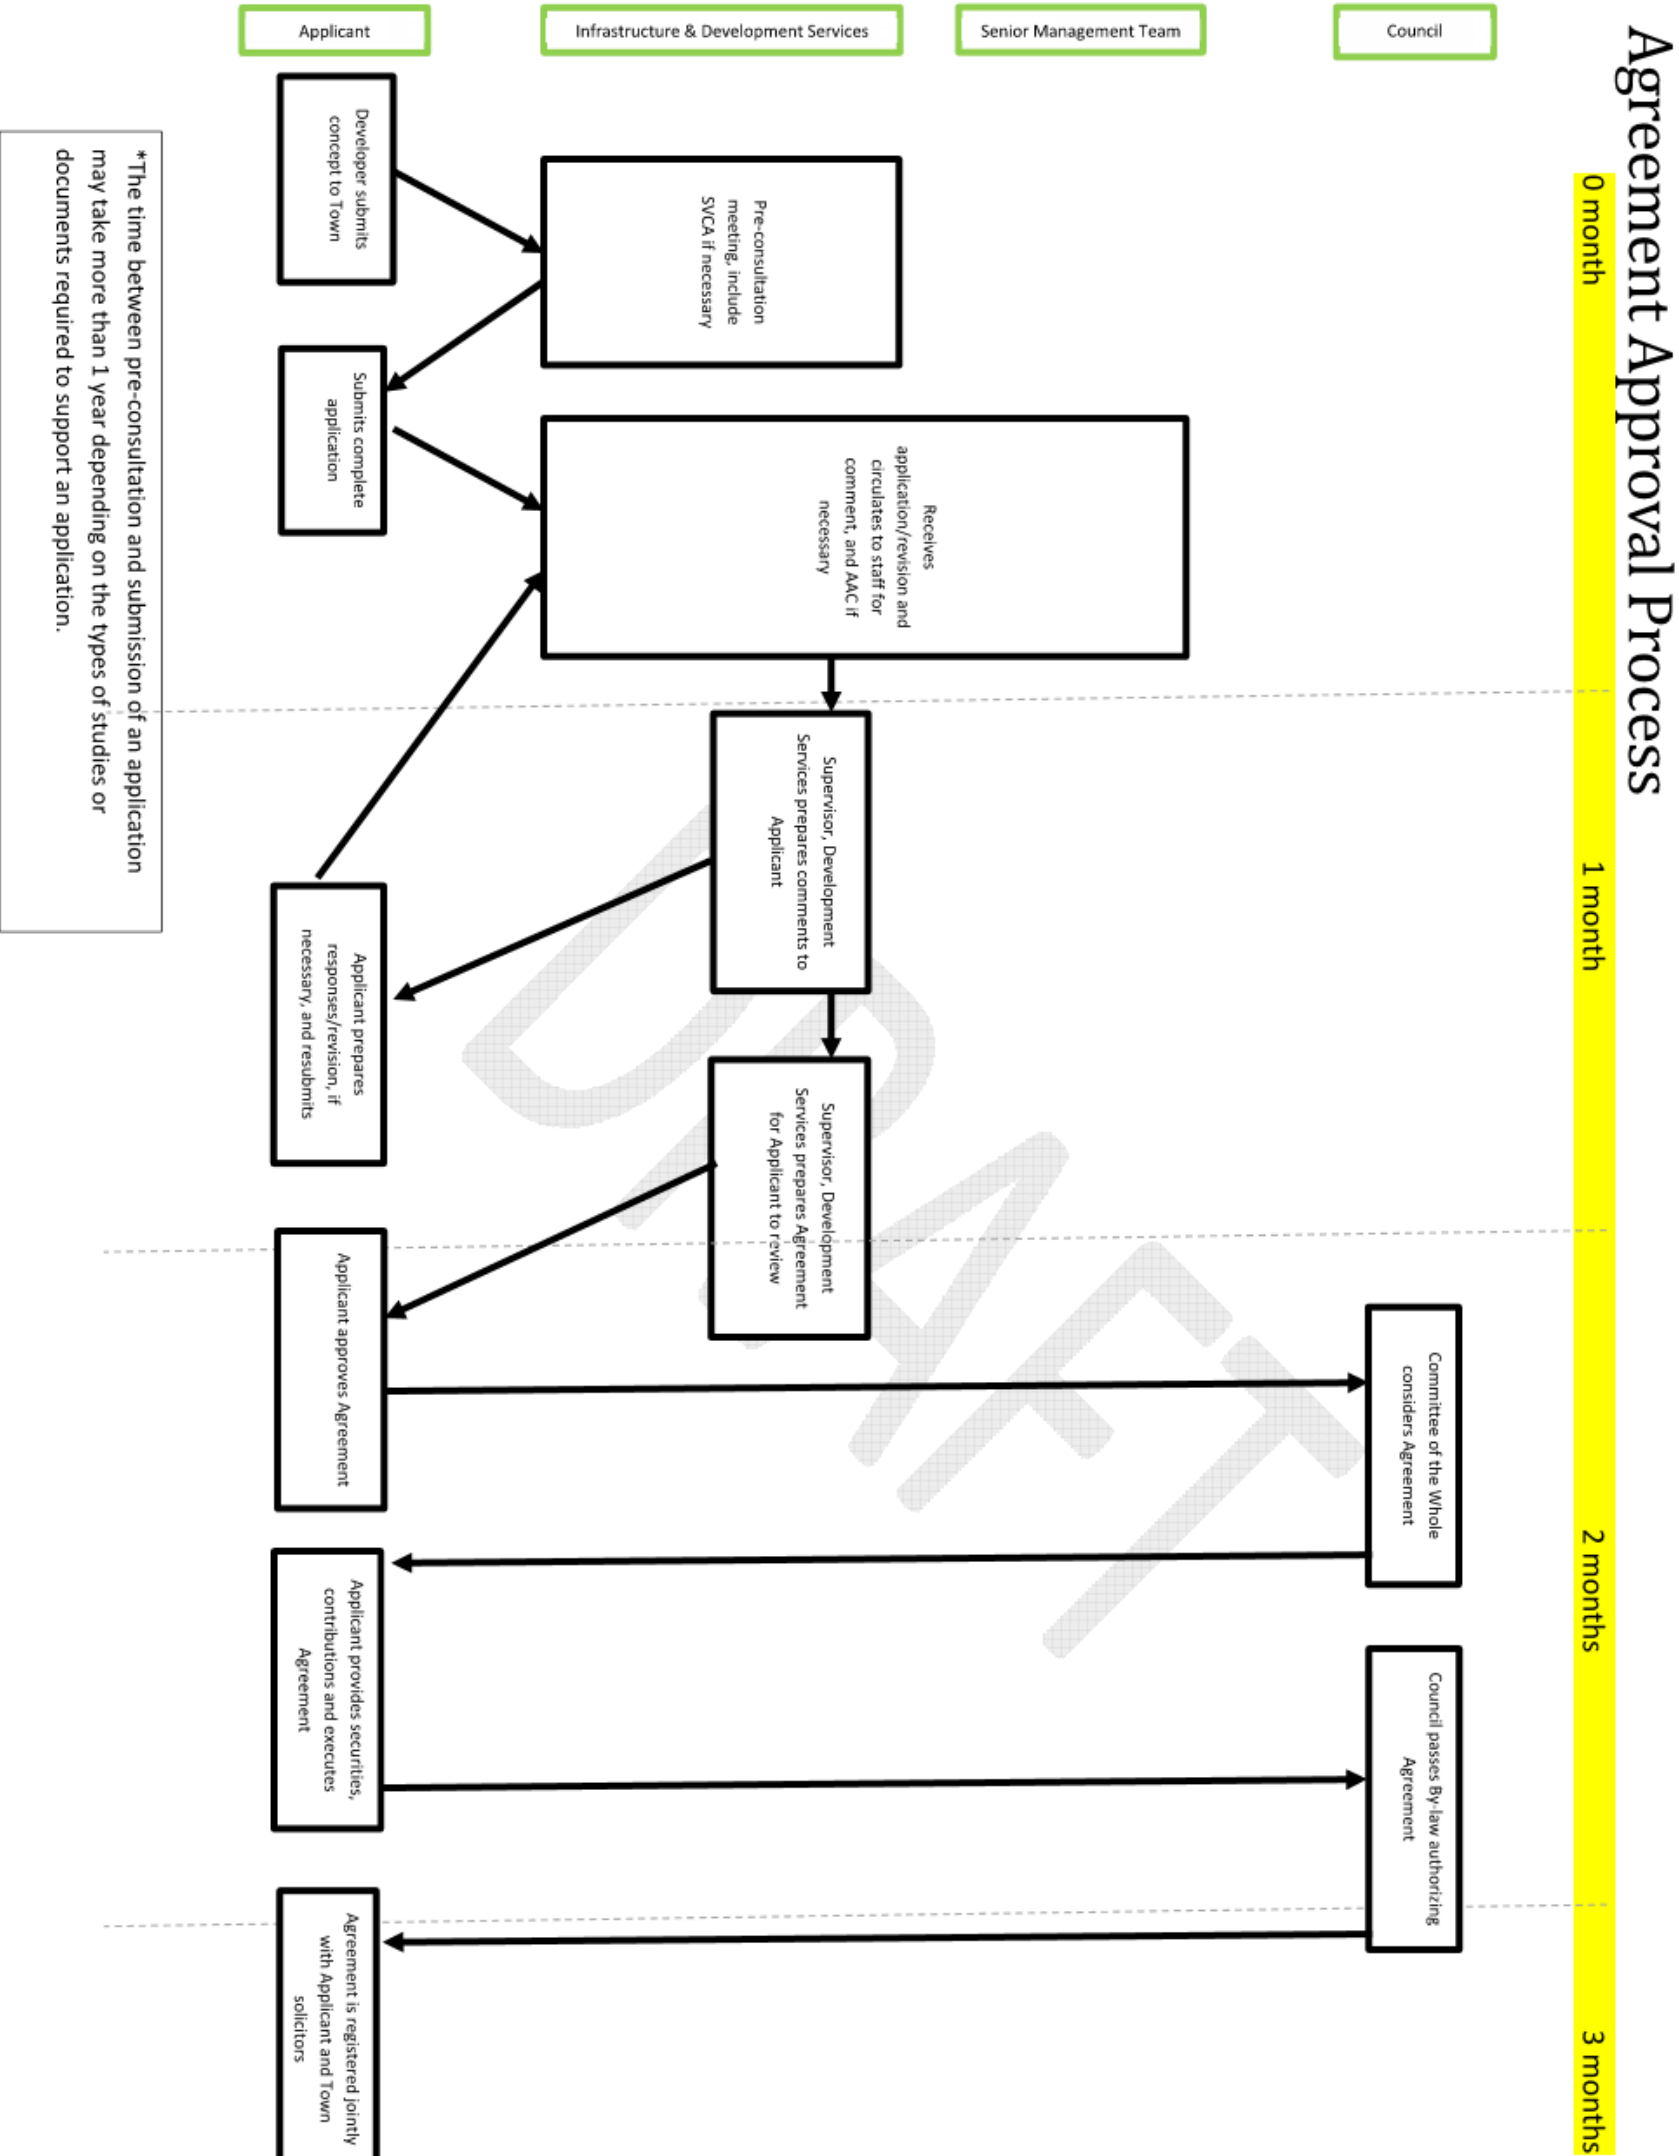 Agreement Approval Process
0 month
1 month
2 months
3 months
Council
Senior Management Team
Infrastructure & Development Services
Applicant
Committee of the Whole
considers Agreement
Council passes By-law authorizing
Agreement
Pre-consultation
meeting, include
SVCA if necessary
Receives
application/revision and
circulates to staff for
comment, and AAC if
necessary
Supervisor, Development
Services prepares comments to
Applicant
Supervisor, Development
Services prepares Agreement
for Applicant to review
Developer submits
concept to Town
Submits complete
application
Applicant prepares
responses/revision, if
necessary, and resubmits
Applicant approves Agreement
Applicant provides securities,
contributions and executes
Agreement
Agreement is registered jointly
with Applicant and Town
solicitors
*The time between pre-consultation and submission of an application
may take more than 1 year depending on the types of studies or
documents required to support an application.
DRAFT